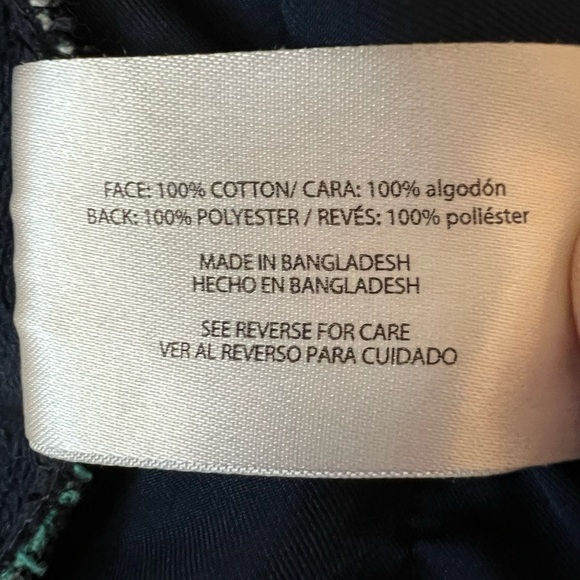 FACE: 100% COTTON/ CARA: 100% algodón
BACK: 100% POLYESTER / REVÉS: 100% poliéster
MADE IN BANGLADESH
HECHO EN BANGLADESH
SEE REVERSE FOR CARE
VER AL REVERSO PARA CUIDADO